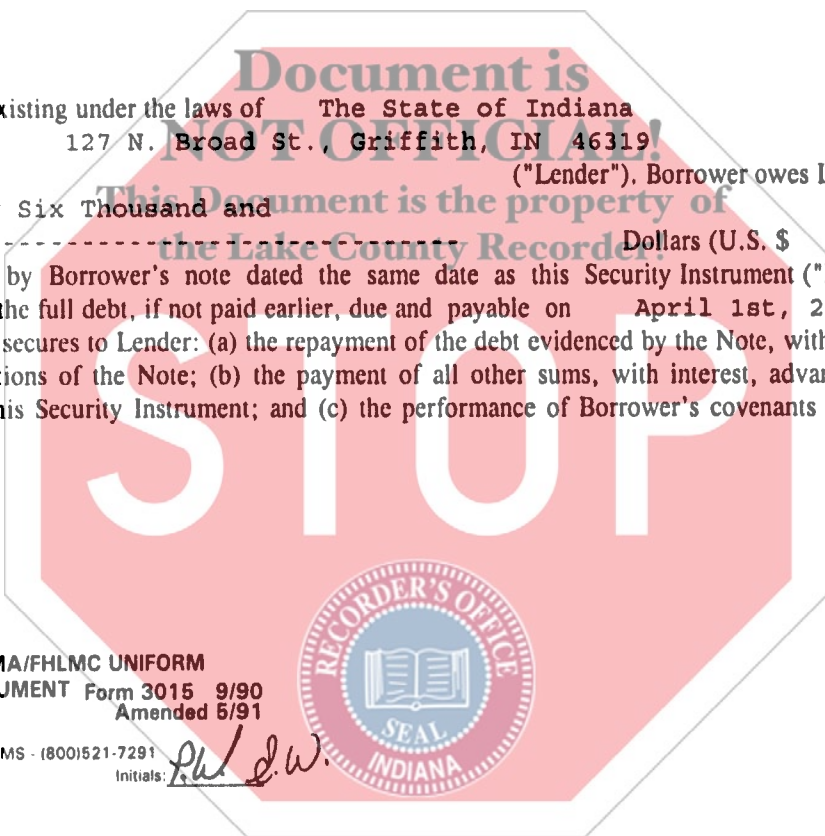 Document is
xisting under the laws of The State of Indiana
NOT OFFICIAL!
127 N. Broad St., Griffith, IN 46319
("Lender"). Borrower owes L
This Document is the property of
Six Thousand and
the Lake County Recorder!
Dollars (U.S. $
by Borrower's note dated the same date as this Security Instrument ("
he full debt, if not paid earlier, due and payable on April 1st, 2
secures to Lender: (a) the repayment of the debt evidenced by the Note, with
ions of the Note; (b) the payment of all other sums, with interest, advan
is Security Instrument; and (c) the performance of Borrower's covenants
STOP
RECORDER'S OFFICE
SEAL
INDIANA
MA/FHLMC UNIFORM
UMENT Form 3015 9/90
Amended 5/91
MS - (800)521-7291
Initials: P.W. D.W.